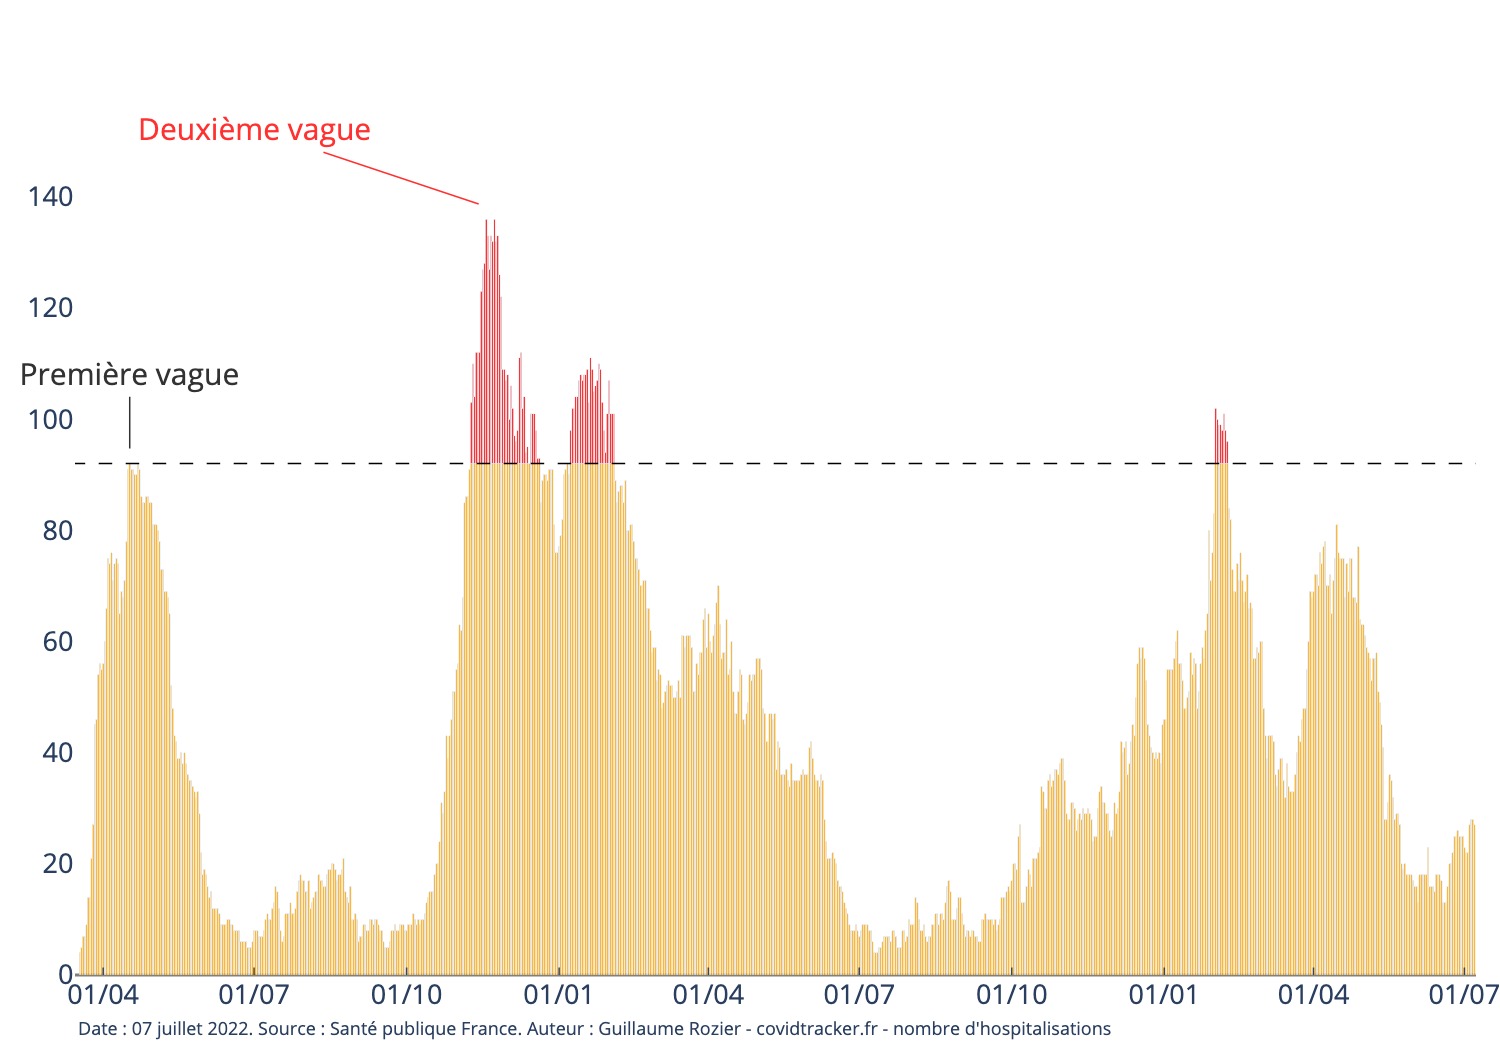 Deuxième vague
140
120
Première vague
100
80
60
40
20
0
01/04 01/07 01/10 01/01 01/04 01/07 01/10 01/01 01/04 01/07
Date : 07 juillet 2022. Source : Santé publique France. Auteur : Guillaume Rozier - covidtracker.fr - nombre d'hospitalisations